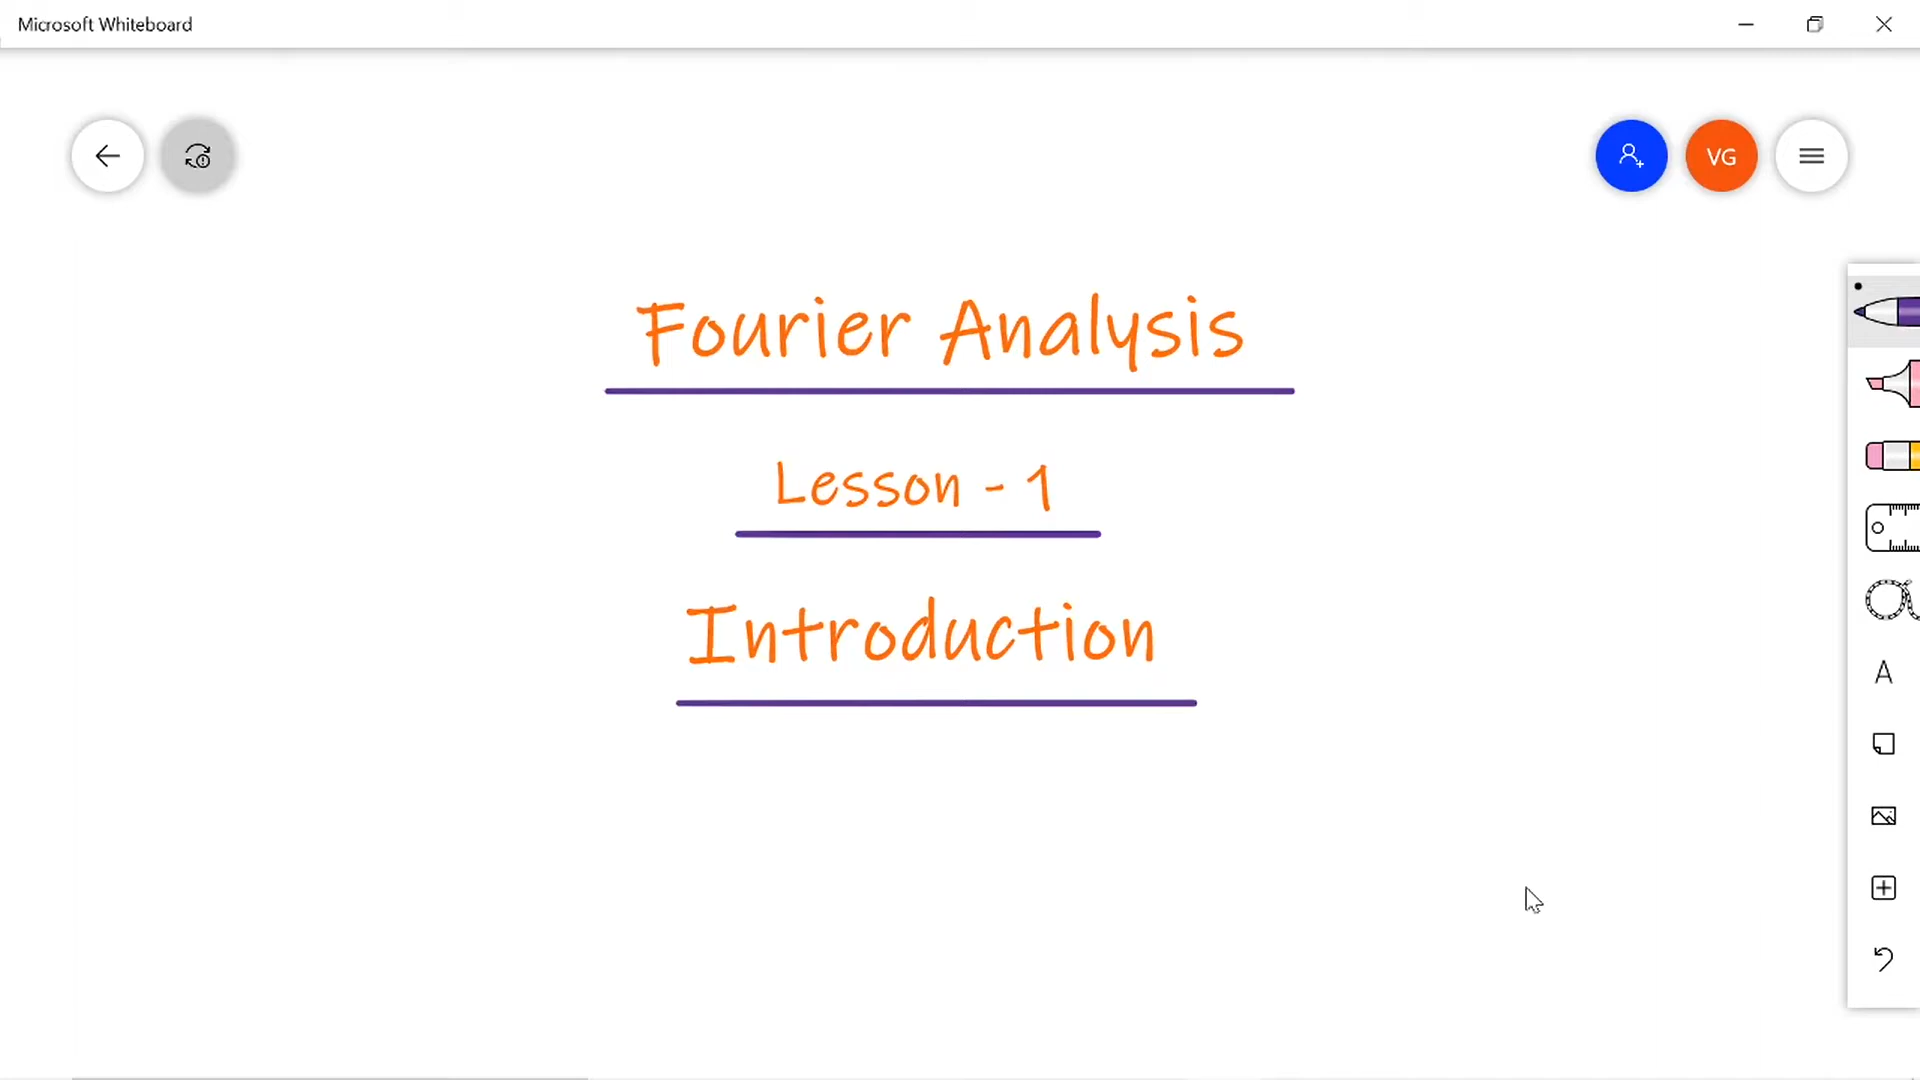 Microsoft Whiteboard
VG
Fourier Analysis
Lesson - 1
Introduction
A